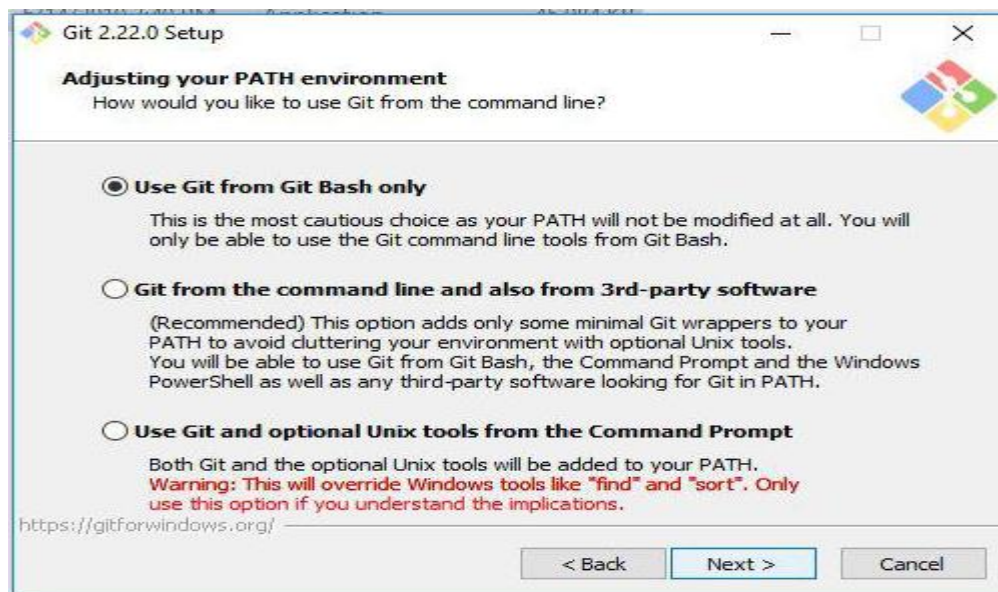 Git 2.22.0 Setup
Adjusting your PATH environment
How would you like to use Git from the command line?
Use Git from Git Bash only
This is the most cautious choice as your PATH will not be modified at all. You will
only be able to use the Git command line tools from Git Bash.
Git from the command line and also from 3rd-party software
(Recommended) This option adds only some minimal Git wrappers to your
PATH to avoid cluttering your environment with optional Unix tools.
You will be able to use Git from Git Bash, the Command Prompt and the Windows
PowerShell as well as any third-party software looking for Git in PATH.
Use Git and optional Unix tools from the Command Prompt
Both Git and the optional Unix tools will be added to your PATH.
Warning: This will override Windows tools like "find" and "sort". Only
use this option if you understand the implications.
https://gitforwindows.org/
< Back Next > Cancel